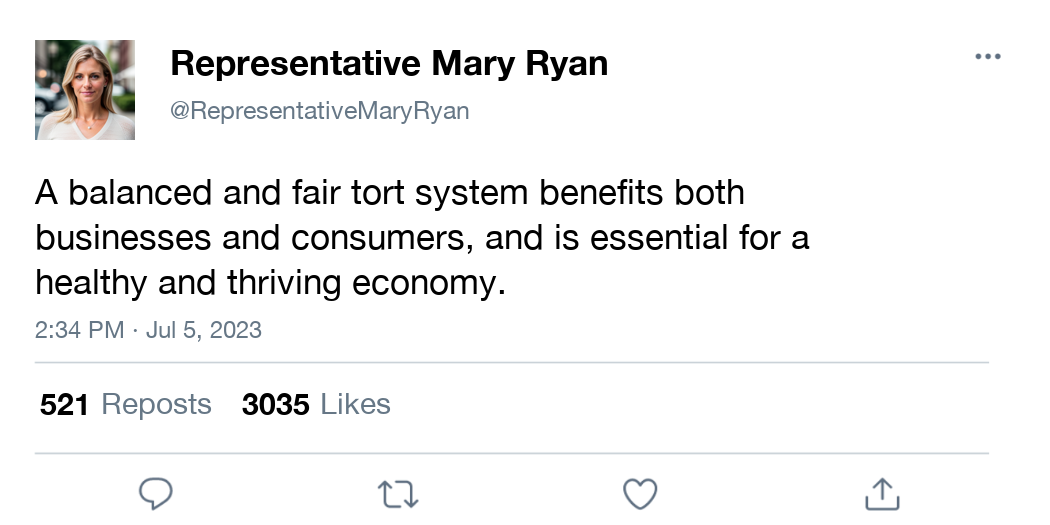 Representative Mary Ryan
@RepresentativeMaryRyan
A balanced and fair tort system benefits both
businesses and consumers, and is essential for a
healthy and thriving economy.
2:34 PM · Jul 5, 2023
521 Reposts 3035 Likes